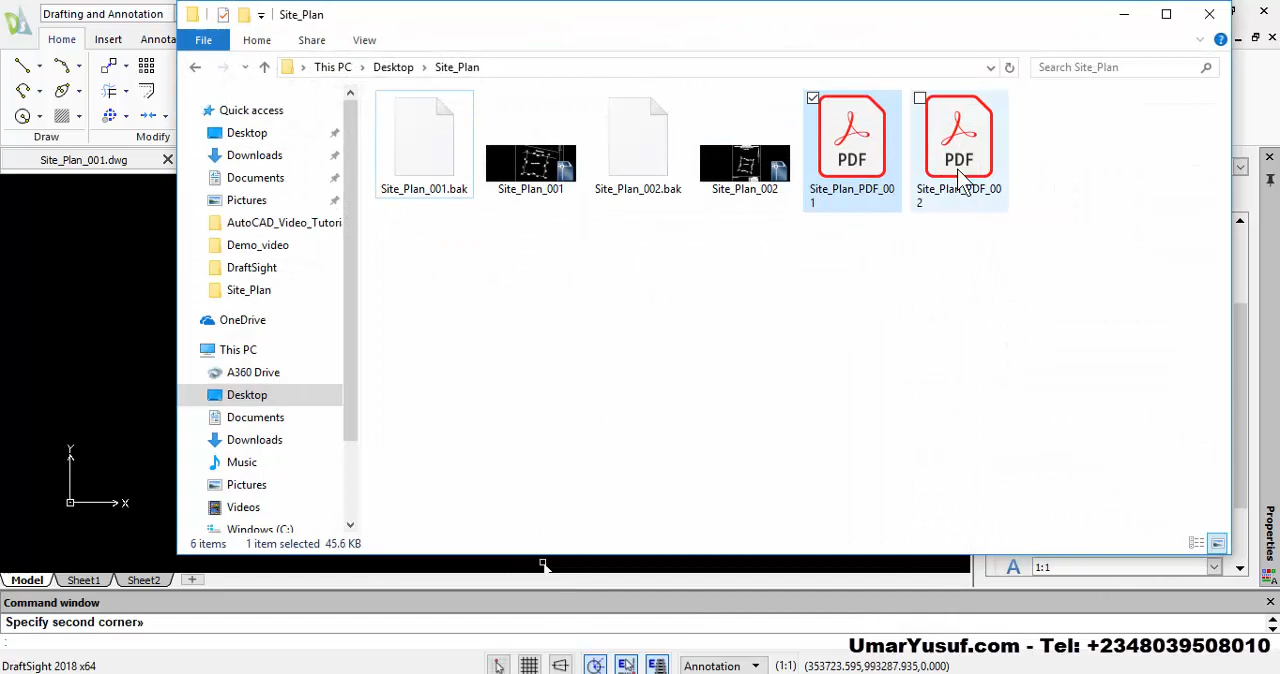 Drafting and Annotation
Site_Plan
Home
Insert
Annota
File
Home
Share
View
This PC
Desktop
Site_Plan
Search Site_Plan
Draw
Modify
Site_Plan_001.dwg
Quick access
Desktop
Downloads
Documents
Pictures
AutoCAD_Video_Tutori
Demo_video
DraftSight
Site_Plan
OneDrive
This PC
A360 Drive
Desktop
Documents
Downloads
Music
Pictures
Videos
Windows (C:)
Site_Plan_001.bak
Site_Plan_001
Site_Plan_002.bak
Site_Plan_002
PDF
Site_Plan_PDF_00
1
PDF
Site_Plan_PDF_00
2
6 items
1 item selected 45.6 KB
Y
X
Properties
Model
Sheet1
Sheet2
A
1:1
Command window
Specify second corner»
:
UmarYusuf.com - Tel: +2348039508010
DraftSight 2018 x64
Annotation
(1:1)
(353723.595,993287.935,0.000)